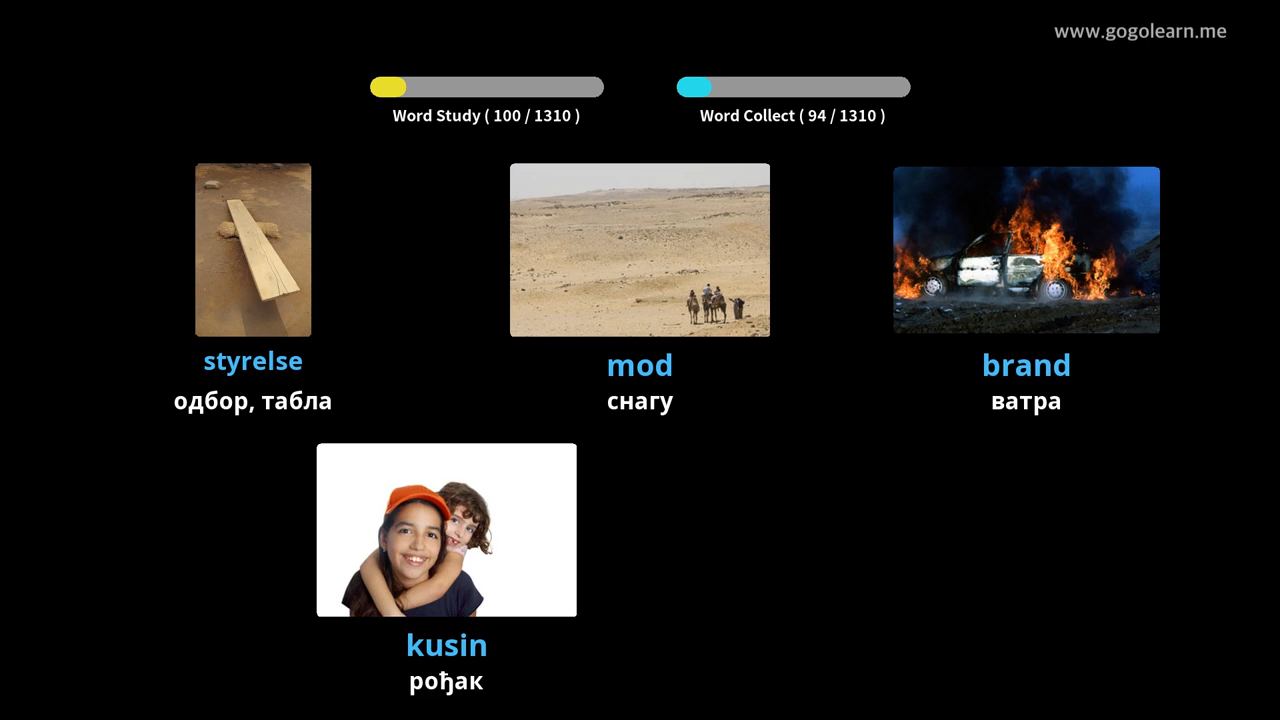 www.gogolearn.me
Word Study ( 100 / 1310 )
Word Collect ( 94 / 1310 )
styrelse
одбор, табла
mod
снагу
brand
ватра
kusin
рођак